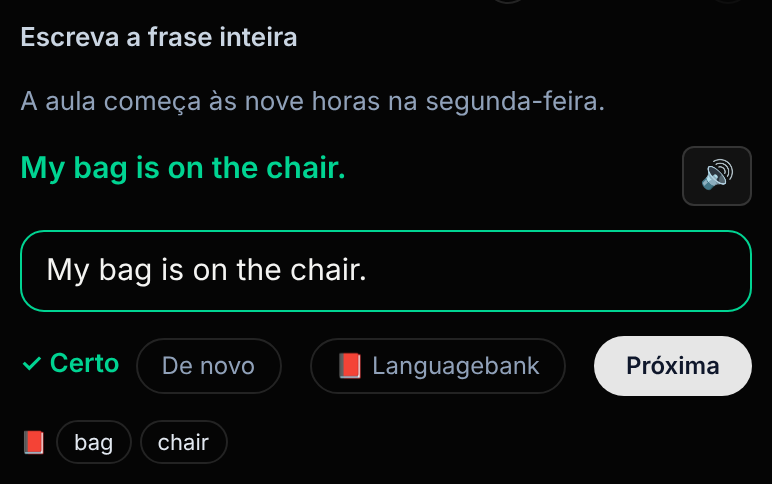 Escreva a frase inteira
A aula começa às nove horas na segunda-feira.
My bag is on the chair.
My bag is on the chair.
✓ Certo De novo 📕 Languagebank Próxima
📕 bag chair